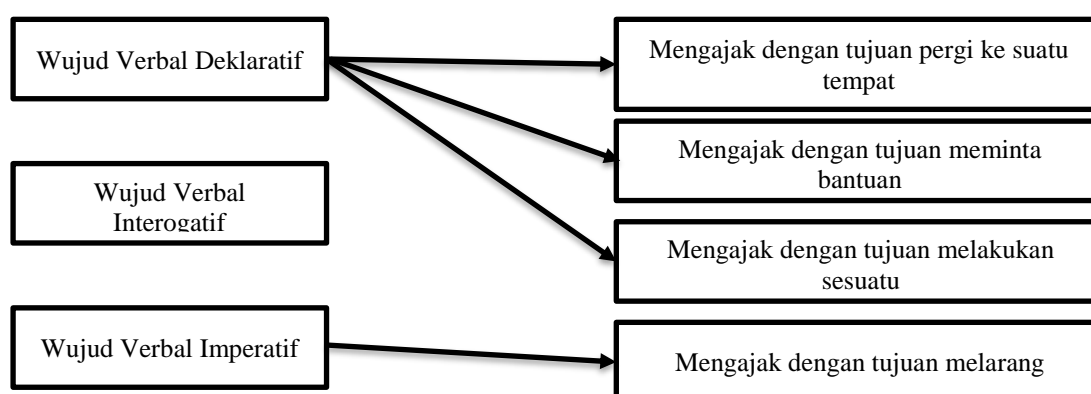 Wujud Verbal Deklaratif
Mengajak dengan tujuan pergi ke suatu
tempat
Mengajak dengan tujuan meminta
bantuan
Wujud Verbal
Interogatif
Mengajak dengan tujuan melakukan
sesuatu
Wujud Verbal Imperatif
Mengajak dengan tujuan melarang